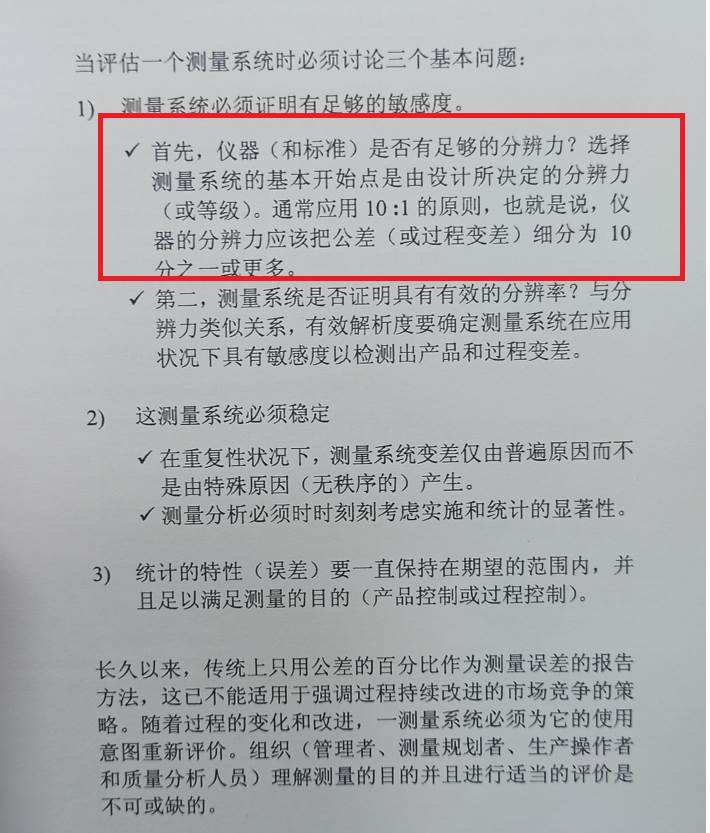 当评估一个测量系统时必须讨论三个基本问题：
1) 测量系统必须证明有足够的敏感度。
✓ 首先，仪器（和标准）是否有足够的分辨力？选择
测量系统的基本开始点是由设计所决定的分辨力
（或等级）。通常应用 10 :1 的原则，也就是说，仪
器的分辨力应该把公差（或过程变差）细分为 10
分之一或更多。
✓ 第二，测量系统是否证明具有有效的分辨率？与分
辨力类似关系，有效解析度要确定测量系统在应用
状况下具有敏感度以检测出产品和过程变差。
2) 这测量系统必须稳定
✓ 在重复性状况下，测量系统变差仅由普遍原因而不
是由特殊原因（无秩序的）产生。
✓ 测量分析必须时时刻刻考虑实施和统计的显著性。
3) 统计的特性（误差）要一直保持在期望的范围内，并
且足以满足测量的目的（产品控制或过程控制）。
长久以来，传统上只用公差的百分比作为测量误差的报告
方法，这已不能适用于强调过程持续改进的市场竞争的策
略。随着过程的变化和改进，一测量系统必须为它的使用
意图重新评价。组织（管理者、测量规划者、生产操作者
和质量分析人员）理解测量的目的并且进行适当的评价是
不可或缺的。